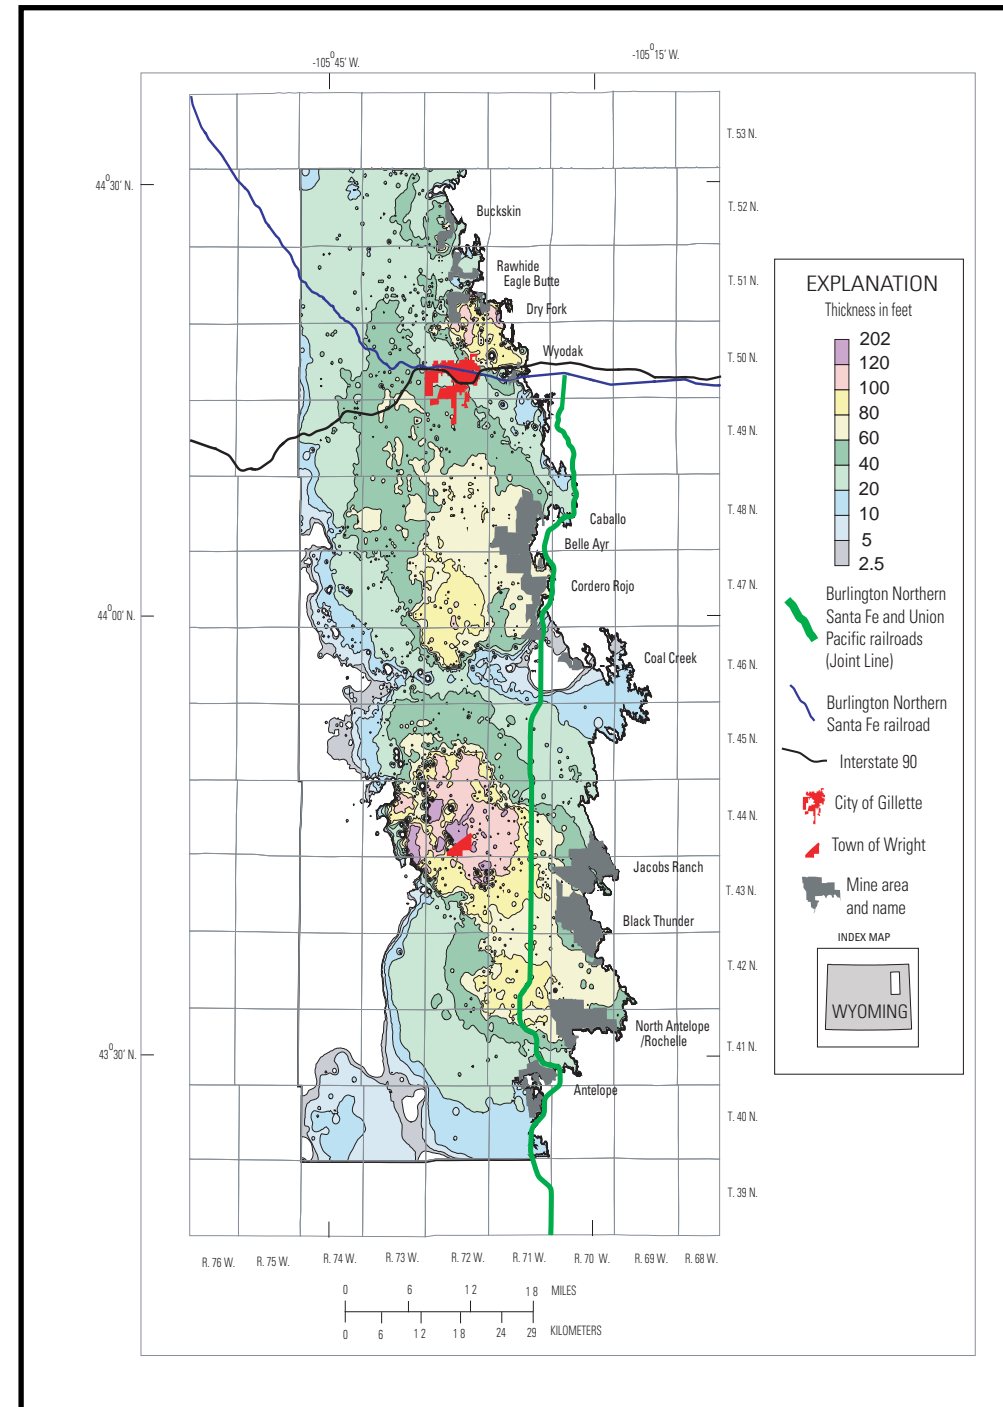 -105°45' W.
-105°15' W.
T. 53 N.
44°30' N.
T. 52 N.
Buckskin
Rawhide
Eagle Butte
T. 51 N.
Dry Fork
Wyodak
T. 50 N.
T. 49 N.
Caballo
T. 48 N.
Belle Ayr
Cordero Rojo
T. 47 N.
44°00' N.
Coal Creek
T. 46 N.
T. 45 N.
T. 44 N.
Jacobs Ranch
T. 43 N.
Black Thunder
T. 42 N.
North Antelope
/Rochelle
T. 41 N.
43°30' N.
Antelope
T. 40 N.
T. 39 N.
R. 76 W. R. 75 W. R. 74 W. R. 73 W. R. 72 W. R. 71 W. R. 70 W. R. 69 W. R. 68 W.
0 6 12 18 MILES
0 6 12 18 24 29 KILOMETERS
EXPLANATION
Thickness in feet
202
120
100
80
60
40
20
10
5
2.5
Burlington Northern
Santa Fe and Union
Pacific railroads
(Joint Line)
Burlington Northern
Santa Fe railroad
Interstate 90
City of Gillette
Town of Wright
Mine area
and name
INDEX MAP
WYOMING